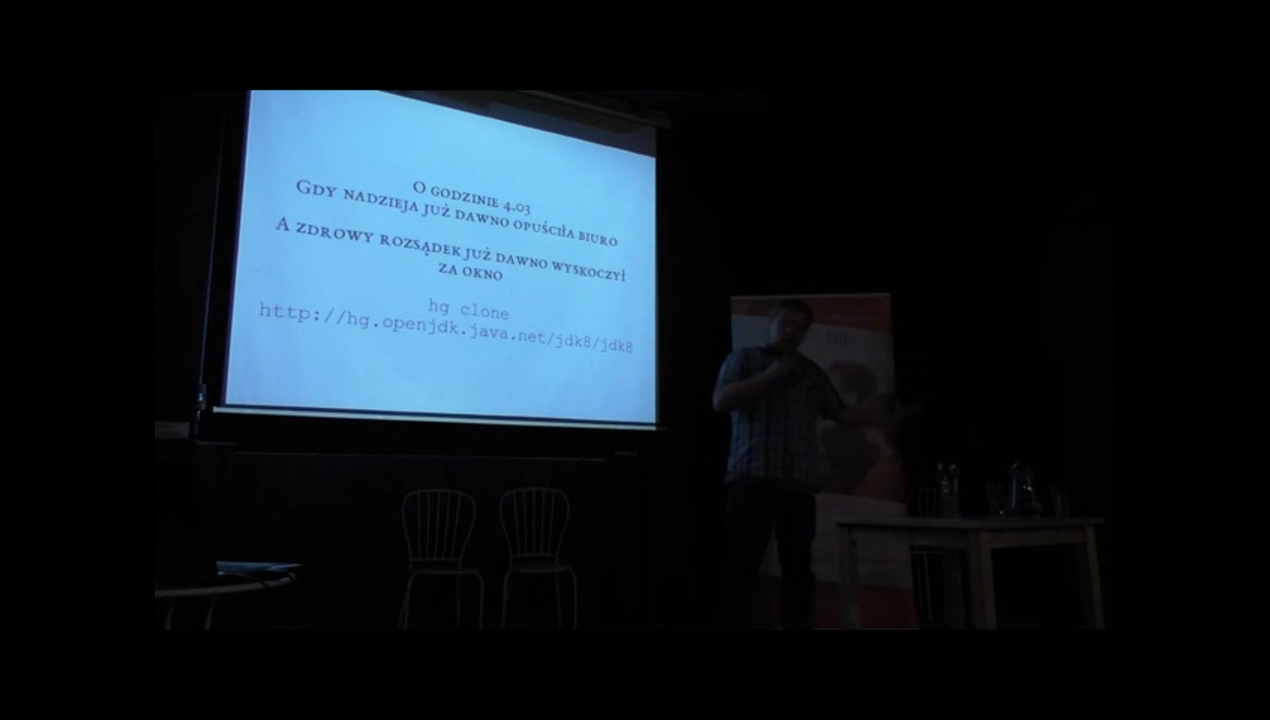 O GODZINIE 4.03
GDY NADZIEJA JUŻ DAWNO OPUŚCIŁA BIURO
A ZDROWY ROZSĄDEK JUŻ DAWNO WYSKOCZYŁ
ZA OKNO
hg clone
http://hg.openjdk.java.net/jdk8/jdk8